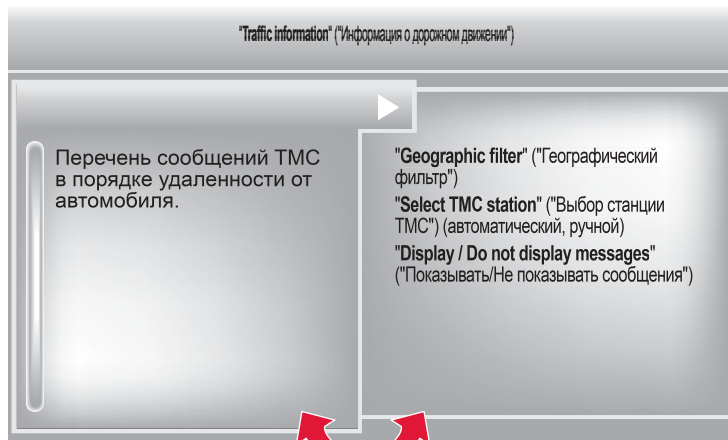 "Traffic information" ("Информация о дорожном движении")
Перечень сообщений TMC
в порядке удаленности от
автомобиля.
"Geographic filter" ("Географический
фильтр")
"Select TMC station" ("Выбор станции
TMC") (автоматический, ручной)
"Display / Do not display messages"
("Показывать/Не показывать сообщения")